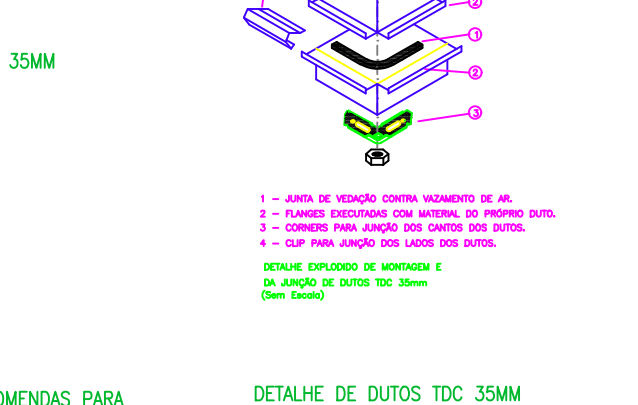 2
1
35MM
2
3
1 - JUNTA DE VEDAÇÃO CONTRA VAZAMENTO DE AR.
2 - FLANGES EXECUTADAS COM MATERIAL DO PRÓPRIO DUTO.
3 - CORNERS PARA JUNÇÃO DOS CANTOS DOS DUTOS.
4 - CLIP PARA JUNÇÃO DOS LADOS DOS DUTOS.
DETALHE EXPLODIDO DE MONTAGEM E
DA JUNÇÃO DE DUTOS TDC 35mm
(Sem Escala)
DETALHE DE DUTOS TDC 35MM
OMENDAS PARA